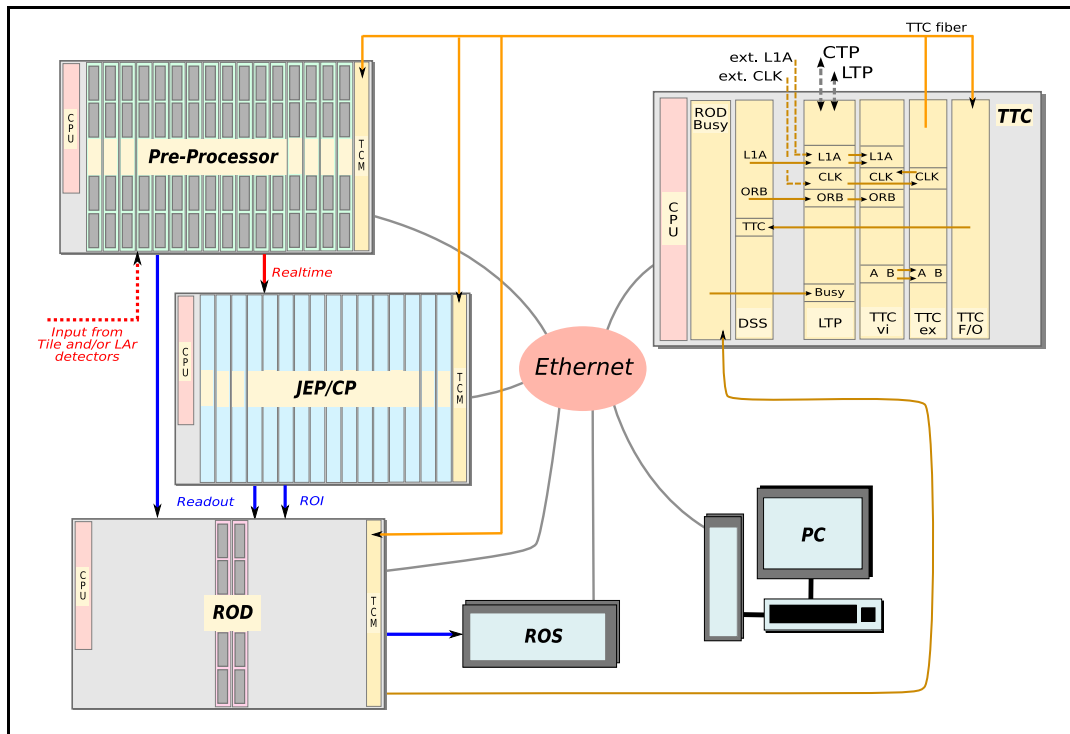 TTC fiber
ext. L1A
CTP
ext. CLK
LTP
CPU
Pre-Processor
TCM
ROD
Busy
TTC
L1A
L1A
L1A
CLK
CLK
CLK
ORB
ORB
ORB
CPU
TTC
A B
A B
Busy
DSS
LTP
TTC
vi
TTC
ex
TTC
F/O
Realtime
Input from
Tile and/or LAr
detectors
CPU
JEP/CP
TCM
Ethernet
Readout
ROI
CPU
ROD
TCM
ROS
PC